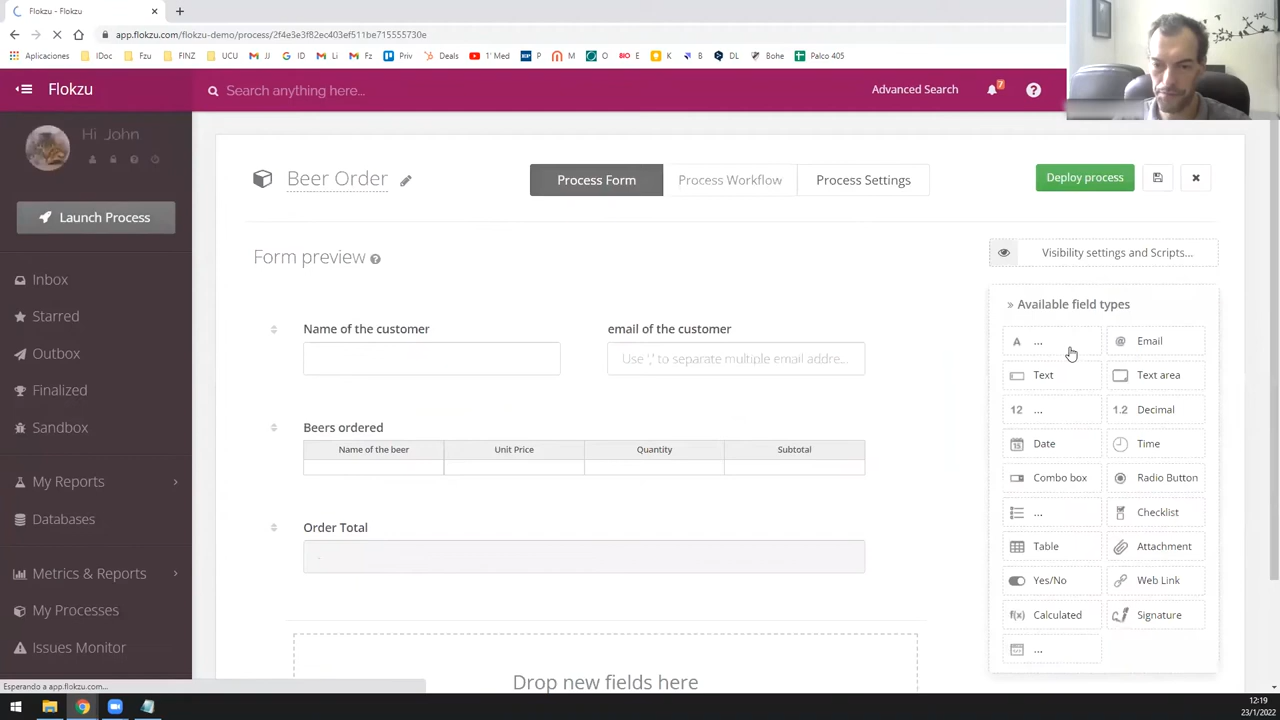 Flokzu - Flokzu
app.flokzu.com/flokzu-demo/process/2f4e3e3f82ec403ef511be715555730e
Aplicaciones IDoc Fzu FINZ UCU JJ ID Li Fz Priv Deals 1' Med P M O E K B DL Bohe Palco 405
Flokzu
Search anything here...
Advanced Search
7
Hi John
Beer Order
Process Form
Process Workflow
Process Settings
Deploy process
Launch Process
Form preview
Visibility settings and Scripts...
Inbox
Starred
Outbox
Finalized
Sandbox
My Reports
Databases
Metrics & Reports
My Processes
Issues Monitor
Name of the customer
email of the customer
Use ',' to separate multiple email addre...
Beers ordered
Name of the beer Unit Price Quantity Subtotal
Order Total
Drop new fields here
» Available field types
A ... @ Email
Text Text area
12 ... 1.2 Decimal
Date Time
Combo box Radio Button
... Checklist
Table Attachment
Yes/No Web Link
f(x) Calculated Signature
...
Esperando a app.flokzu.com...
12:19
23/1/2022